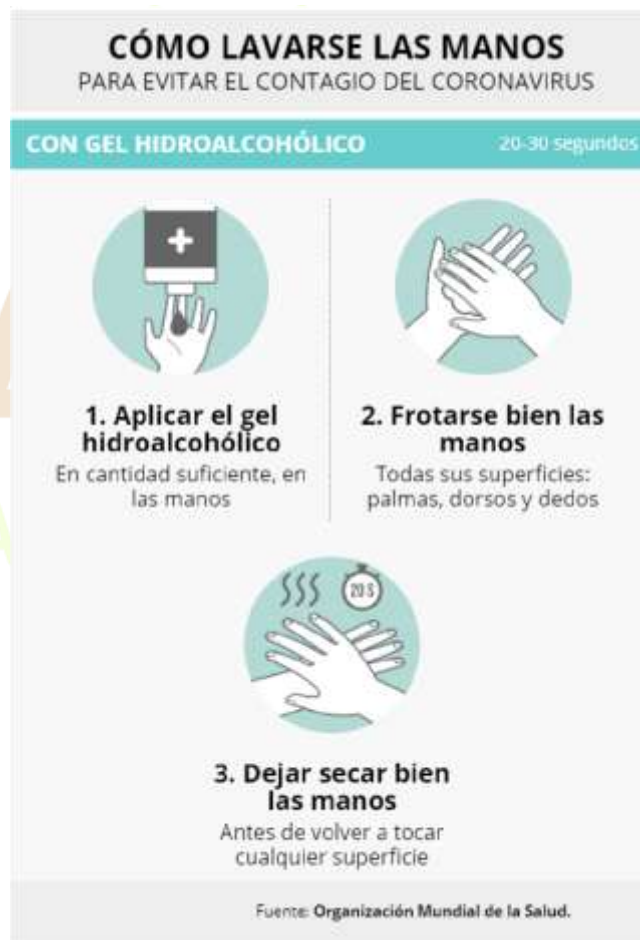 CÓMO LAVARSE LAS MANOS
PARA EVITAR EL CONTAGIO DEL CORONAVIRUS
CON GEL HIDROALCOHÓLICO
20-30 segundos
1. Aplicar el gel
hidroalcohólico
En cantidad suficiente, en
las manos
2. Frotarse bien las
manos
Todas sus superficies:
palmas, dorsos y dedos
20 S
3. Dejar secar bien
las manos
Antes de volver a tocar
cualquier superficie
Fuente: Organización Mundial de la Salud.